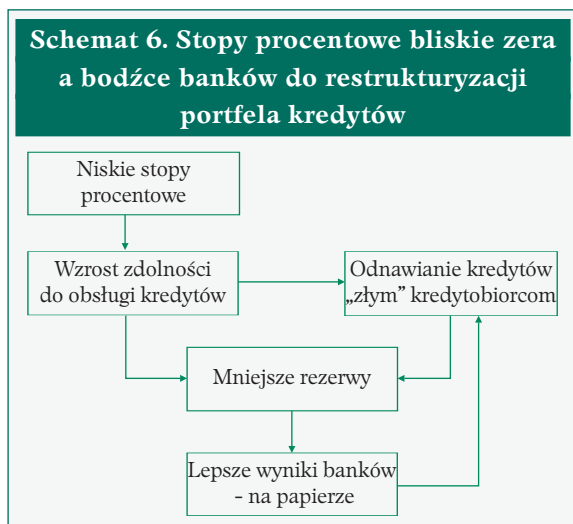 Schemat 6. Stopy procentowe bliskie zera
a bodźce banków do restrukturyzacji
portfela kredytów
Niskie stopy
procentowe
Wzrost zdolności
do obsługi kredytów
Odnawianie kredytów
„złym” kredytobiorcom
Mniejsze rezerwy
Lepsze wyniki banków
- na papierze